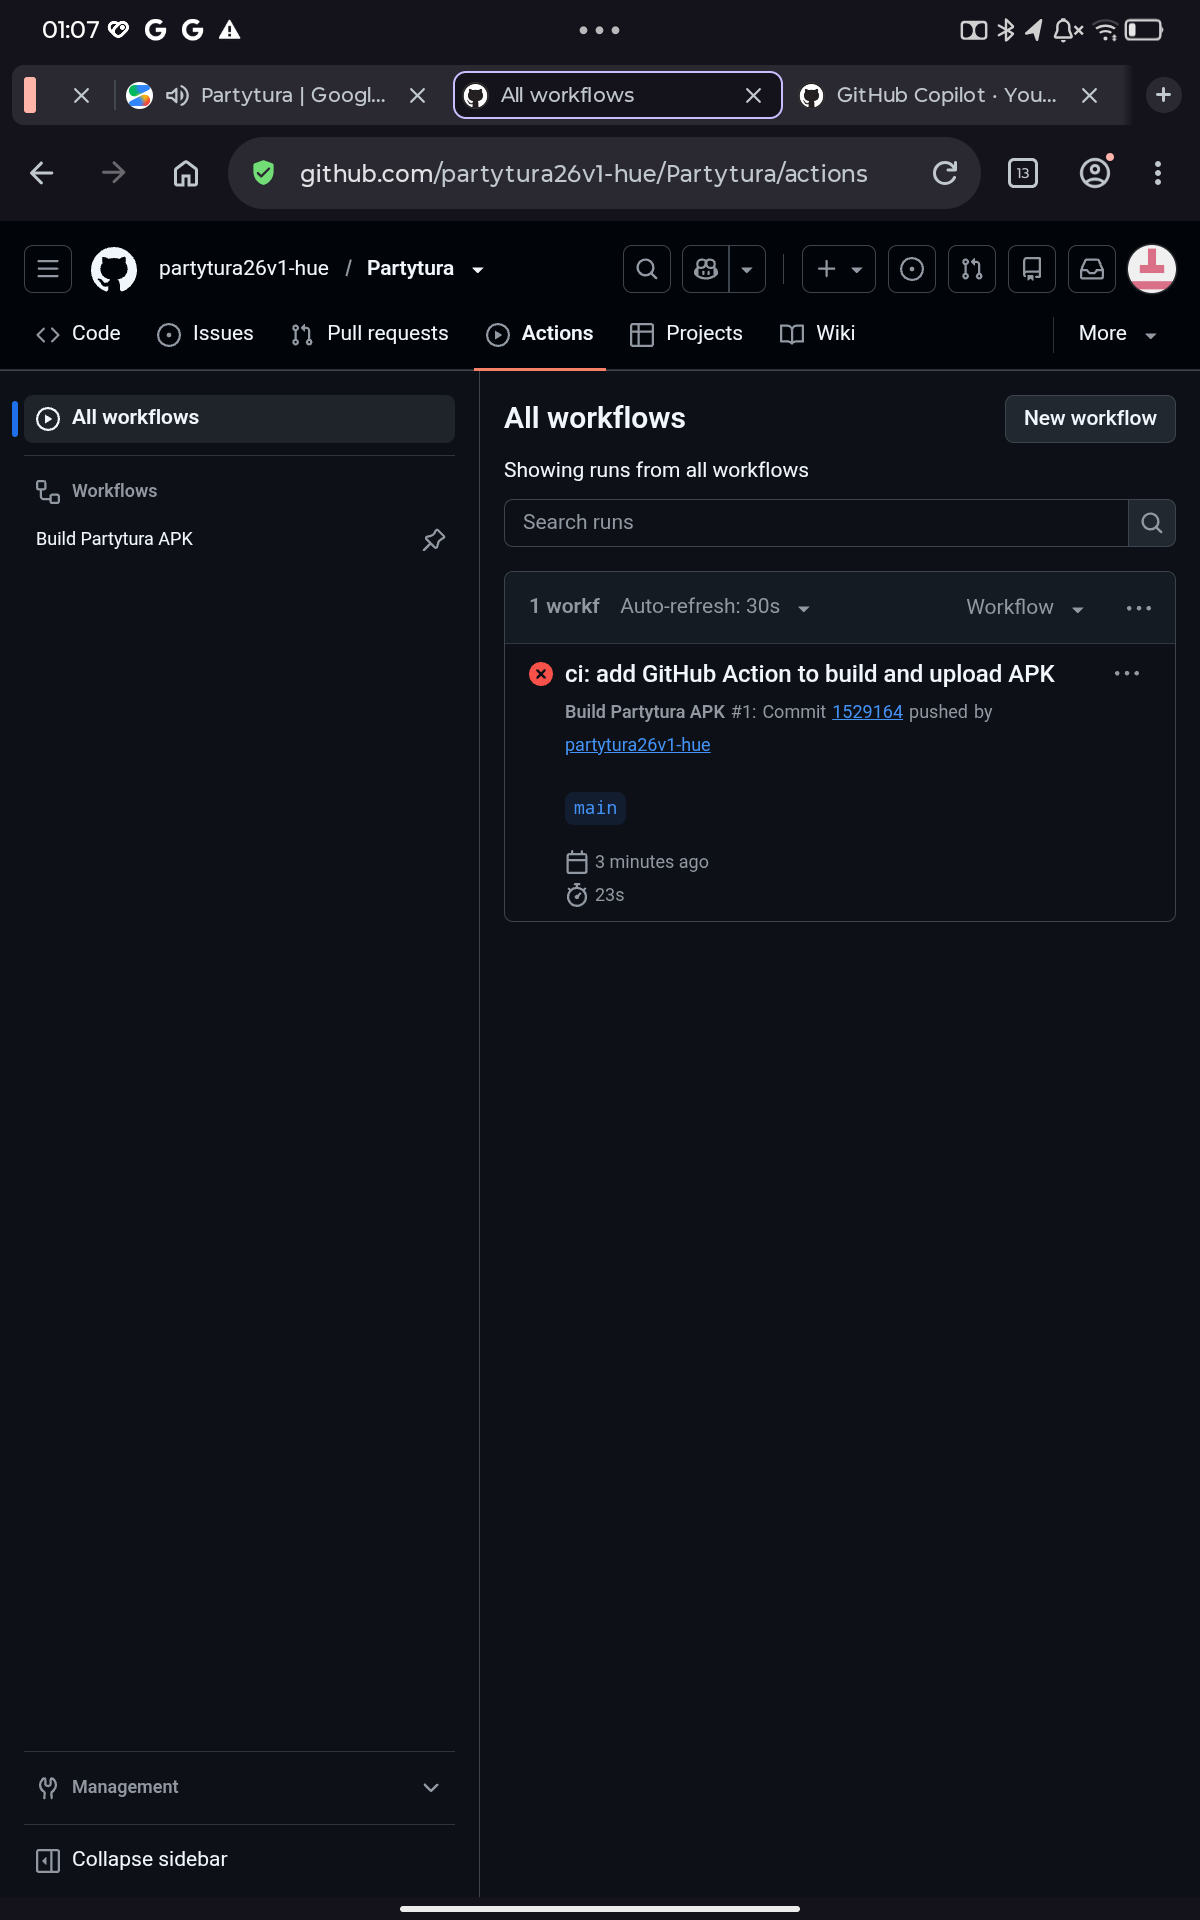 01:07
Partytura | Googl...
All workflows
GitHub Copilot · You...
github.com/partytura26v1-hue/Partytura/actions
13
partytura26v1-hue / Partytura
Code
Issues
Pull requests
Actions
Projects
Wiki
More
All workflows
Workflows
Build Partytura APK
All workflows
New workflow
Showing runs from all workflows
Search runs
1 workf
Auto-refresh: 30s
Workflow
ci: add GitHub Action to build and upload APK
Build Partytura APK #1: Commit 1529164 pushed by
partytura26v1-hue
main
3 minutes ago
23s
Management
Collapse sidebar